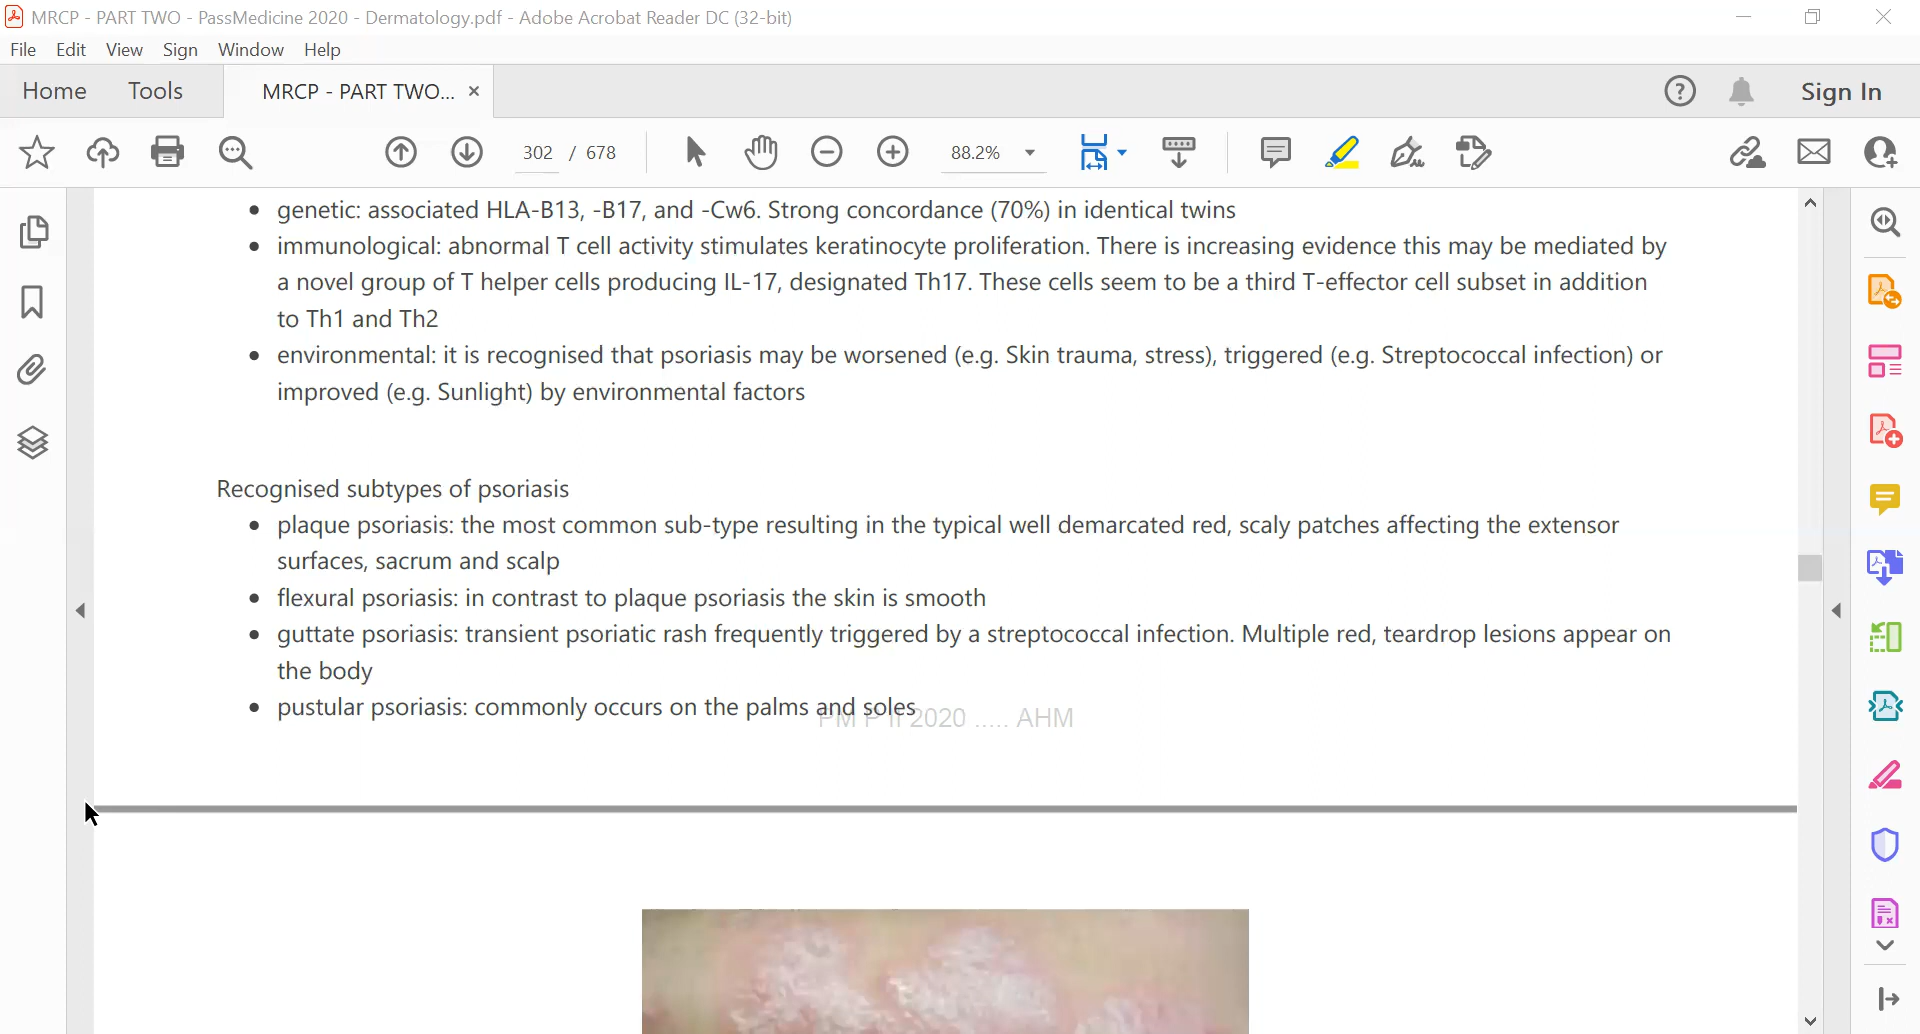 MRCP - PART TWO - PassMedicine 2020 - Dermatology.pdf - Adobe Acrobat Reader DC (32-bit)
File Edit View Sign Window Help
Home Tools MRCP - PART TWO... × Sign In
302 / 678 88.2%
• genetic: associated HLA-B13, -B17, and -Cw6. Strong concordance (70%) in identical twins
• immunological: abnormal T cell activity stimulates keratinocyte proliferation. There is increasing evidence this may be mediated by
a novel group of T helper cells producing IL-17, designated Th17. These cells seem to be a third T-effector cell subset in addition
to Th1 and Th2
• environmental: it is recognised that psoriasis may be worsened (e.g. Skin trauma, stress), triggered (e.g. Streptococcal infection) or
improved (e.g. Sunlight) by environmental factors
Recognised subtypes of psoriasis
• plaque psoriasis: the most common sub-type resulting in the typical well demarcated red, scaly patches affecting the extensor
surfaces, sacrum and scalp
• flexural psoriasis: in contrast to plaque psoriasis the skin is smooth
• guttate psoriasis: transient psoriatic rash frequently triggered by a streptococcal infection. Multiple red, teardrop lesions appear on
the body
• pustular psoriasis: commonly occurs on the palms and soles
PM P II 2020 ..... AHM